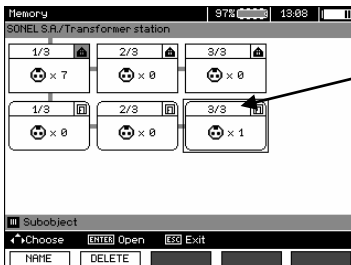 Memory 97% 13:08
SONEL S.A./Transformer station
1/3 2/3 3/3
× 7 × 0 × 0
1/3 2/3 3/3
× 0 × 0 × 1
Subobject
Choose ENTER Open ESC Exit
NAME DELETE